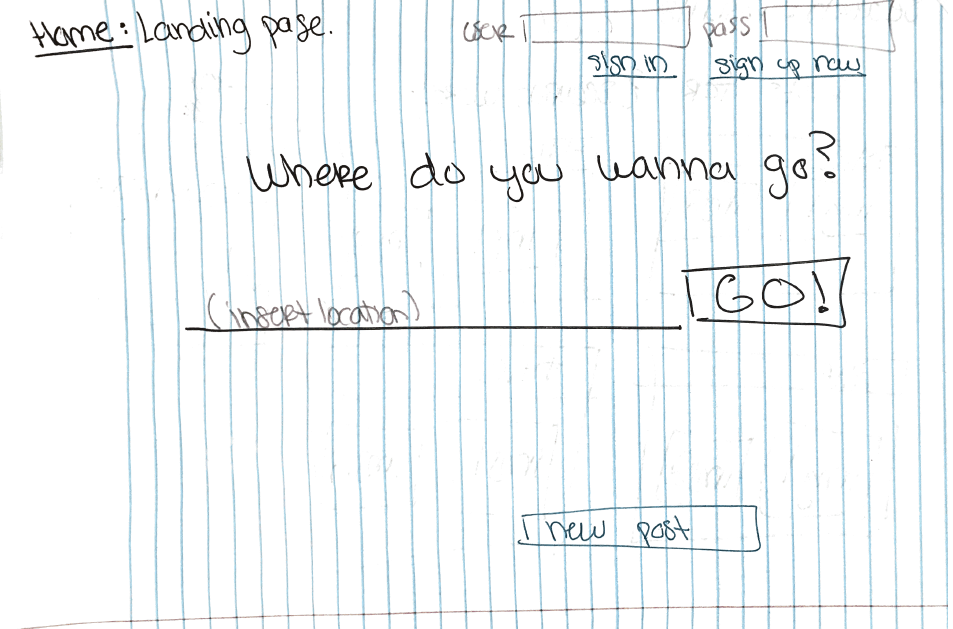 Home: Landing page. user pass
sign in sign up now
Where do you wanna go?
(insert location) GO!
new post